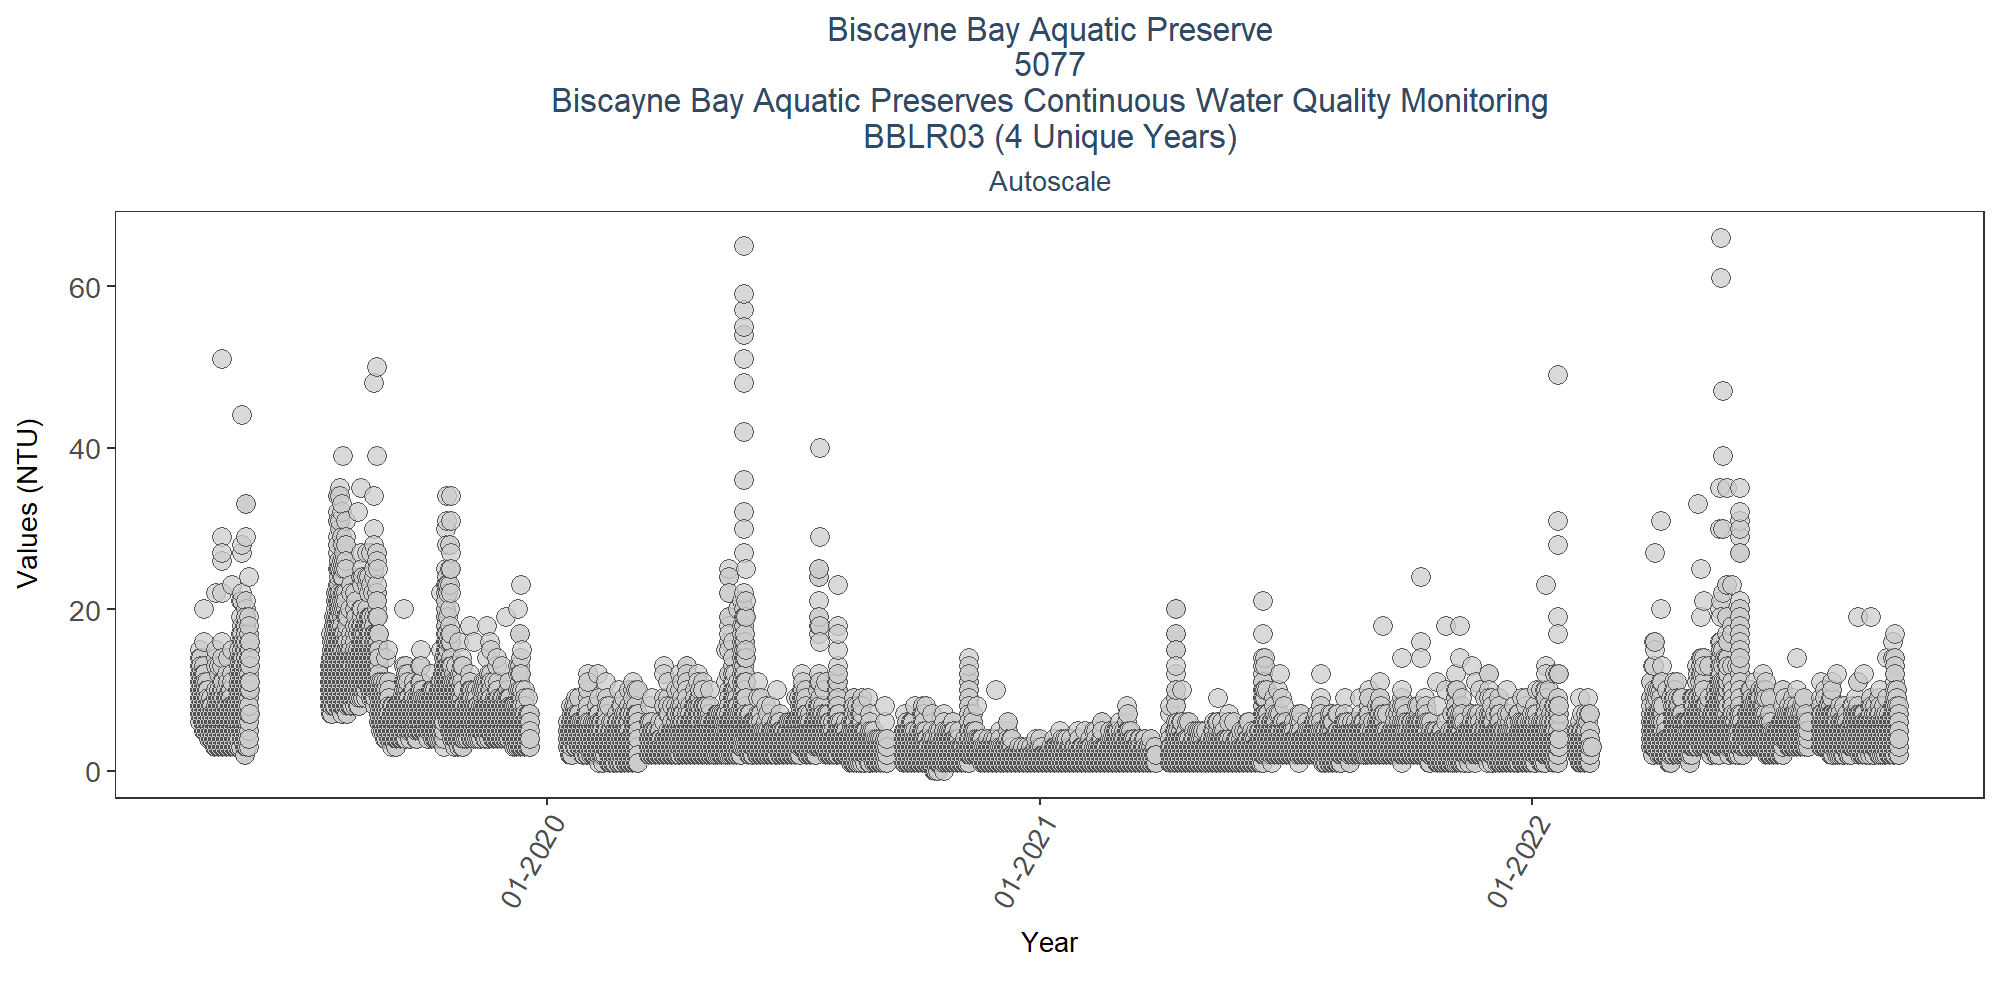 Biscayne Bay Aquatic Preserve
5077
Biscayne Bay Aquatic Preserves Continuous Water Quality Monitoring
BBLR03 (4 Unique Years)
Autoscale
Values (NTU)
60
40
20
0
01-2020
01-2021
01-2022
Year